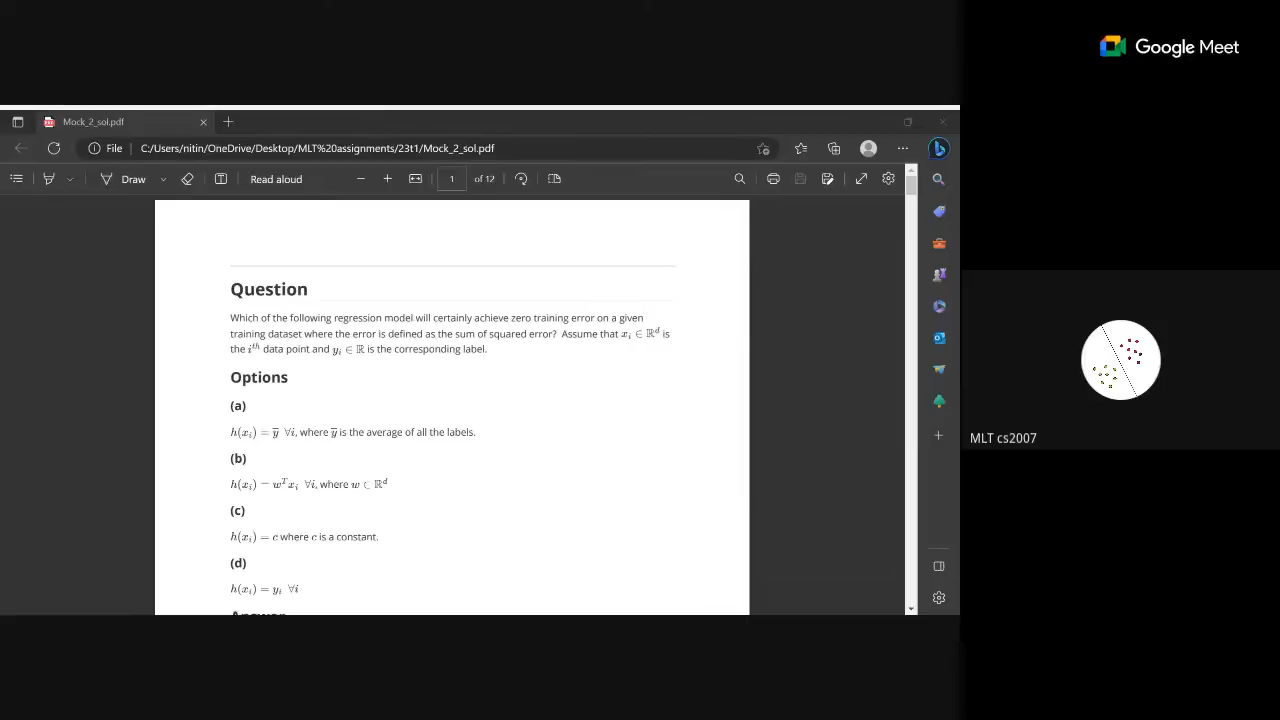 Google Meet
Mock_2_sol.pdf
File
C:/Users/nitin/OneDrive/Desktop/MLT%20assignments/23t1/Mock_2_sol.pdf
Draw
Read aloud
1
of 12
Question
Which of the following regression model will certainly achieve zero training error on a given
training dataset where the error is defined as the sum of squared error? Assume that xᵢ ∈ ℝᵈ is
the iᵗʰ data point and yᵢ ∈ ℝ is the corresponding label.
Options
(a)
h(xᵢ) = ȳ ∀i, where ȳ is the average of all the labels.
(b)
h(xᵢ) = wᵀxᵢ ∀i, where w ∈ ℝᵈ
(c)
h(xᵢ) = c where c is a constant.
(d)
h(xᵢ) = yᵢ ∀i
Answer
MLT cs2007